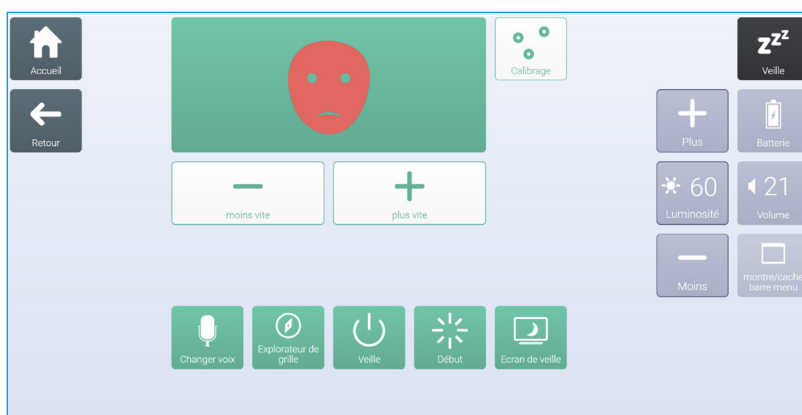 Accueil
Calibrage
zzz
Veille
Retour
Plus
Batterie
moins vite
plus vite
60
Luminosité
21
Volume
Moins
montre/cache
barre menu
Changer voix
Explorateur de
grille
Veille
Début
Ecran de veille